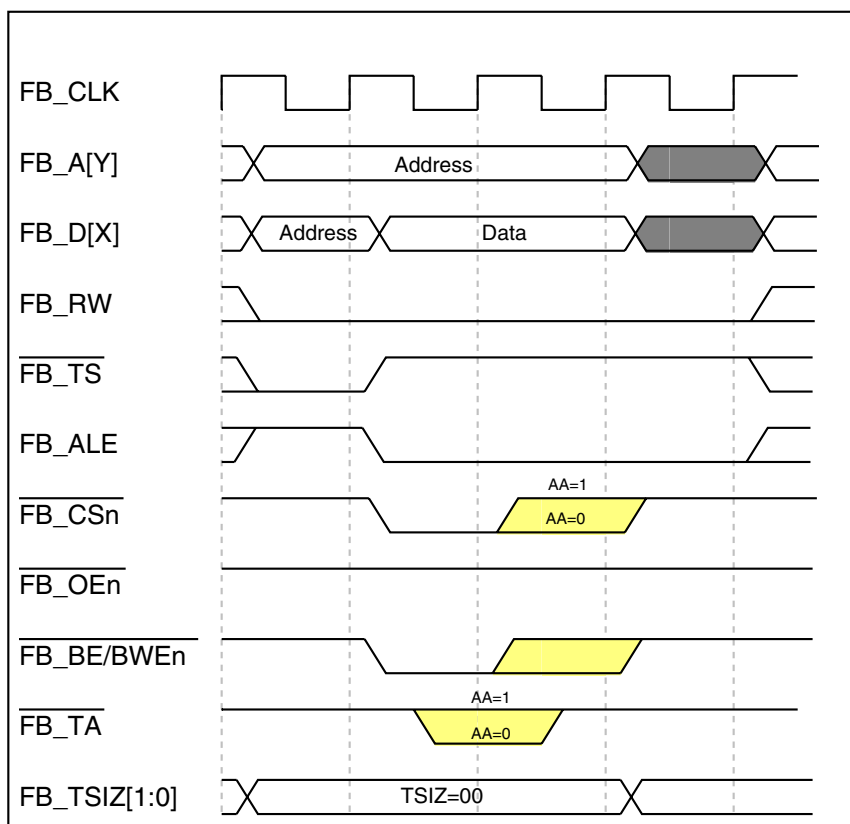 FB_CLK
FB_A[Y] Address
FB_D[X] Address Data
FB_RW
FB_TS
FB_ALE
AA=1
FB_CSn AA=0
FB_OEn
FB_BE/BWEn
AA=1
FB_TA AA=0
FB_TSIZ[1:0] TSIZ=00